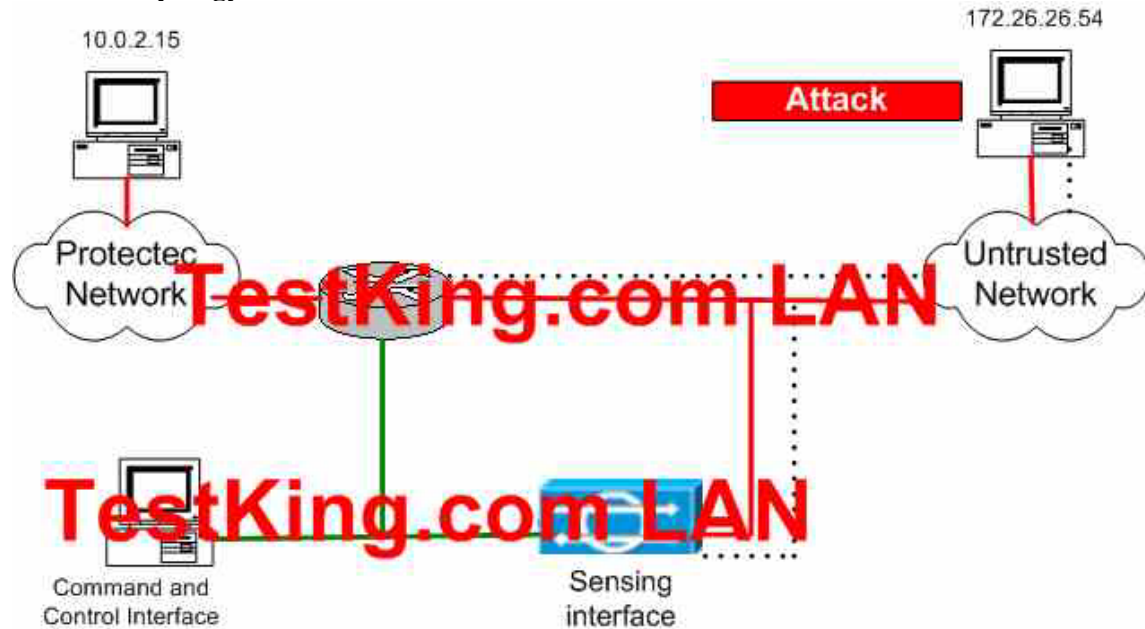 172.26.26.54
10.0.2.15
Attack
Protectec
Network
Untrusted
Network
TestKing.com LAN
TestKing.com LAN
Command and
Control Interface
Sensing
interface